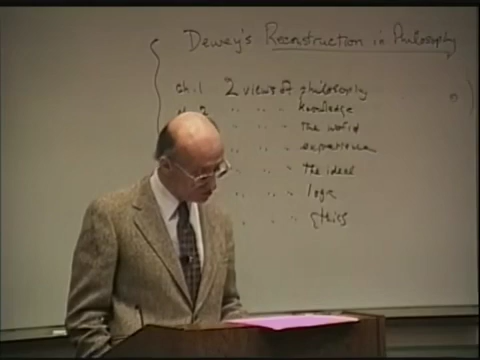 Dewey's Reconstruction in Philosophy
ch. 1 2 views of philosophy
" " " knowledge
" " " the world
" " " experience
" " " the ideal
" " " logic
" " " ethics